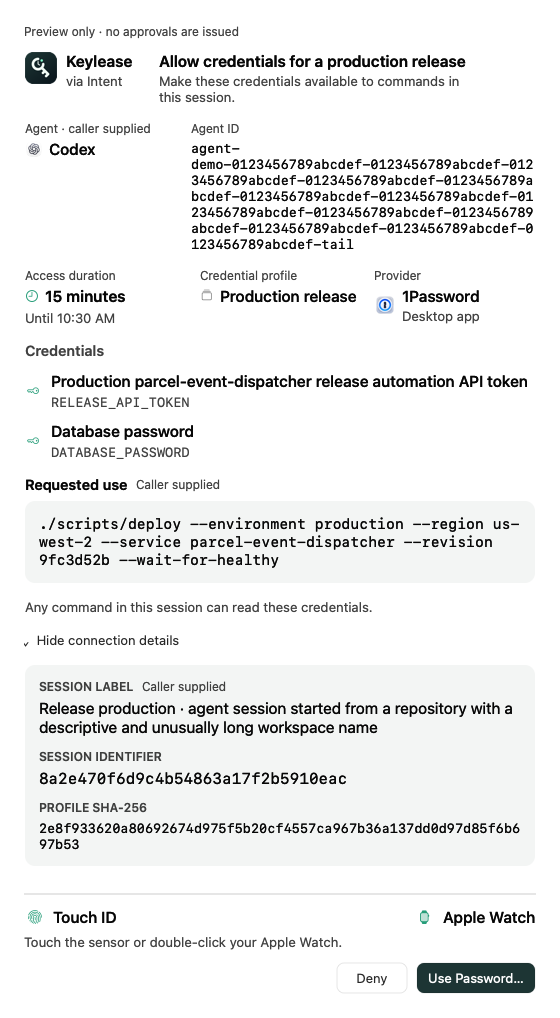 Preview only · no approvals are issued
Keylease
via Intent
Allow credentials for a production release
Make these credentials available to commands in
this session.
Agent · caller supplied
Codex
Agent ID
agent-
demo-0123456789abcdef-0123456789abcdef-012
3456789abcdef-0123456789abcdef-0123456789a
bcdef-0123456789abcdef-0123456789abcdef-01
23456789abcdef-0123456789abcdef-0123456789
abcdef-0123456789abcdef-0123456789abcdef-0
123456789abcdef-tail
Access duration
15 minutes
Until 10:30 AM
Credential profile
Production release
Provider
1Password
Desktop app
Credentials
Production parcel-event-dispatcher release automation API token
RELEASE_API_TOKEN
Database password
DATABASE_PASSWORD
Requested use Caller supplied
./scripts/deploy --environment production --region us-
west-2 --service parcel-event-dispatcher --revision
9fc3d52b --wait-for-healthy
Any command in this session can read these credentials.
Hide connection details
SESSION LABEL Caller supplied
Release production · agent session started from a repository with a
descriptive and unusually long workspace name
SESSION IDENTIFIER
8a2e470f6d9c4b54863a17f2b5910eac
PROFILE SHA-256
2e8f933620a80692674d975f5b20cf4557ca967b36a137dd0d97d85f6b6
97b53
Touch ID
Apple Watch
Touch the sensor or double-click your Apple Watch.
Deny
Use Password…